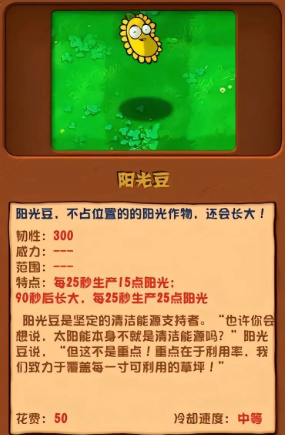 阳光豆
阳光豆，不占位置的的阳光作物，还会长大！
韧性：300
威力：---
范围：---
特点：每25秒生产15点阳光；
90秒后长大，每25秒生产25点阳光
阳光豆是坚定的清洁能源支持者。“也许你会
想说，太阳能本身不就是清洁能源吗？”阳光
豆说，“但这不是重点！重点在于利用率，我
们致力于覆盖每一寸可利用的草坪！”
花费：50 冷却速度：中等